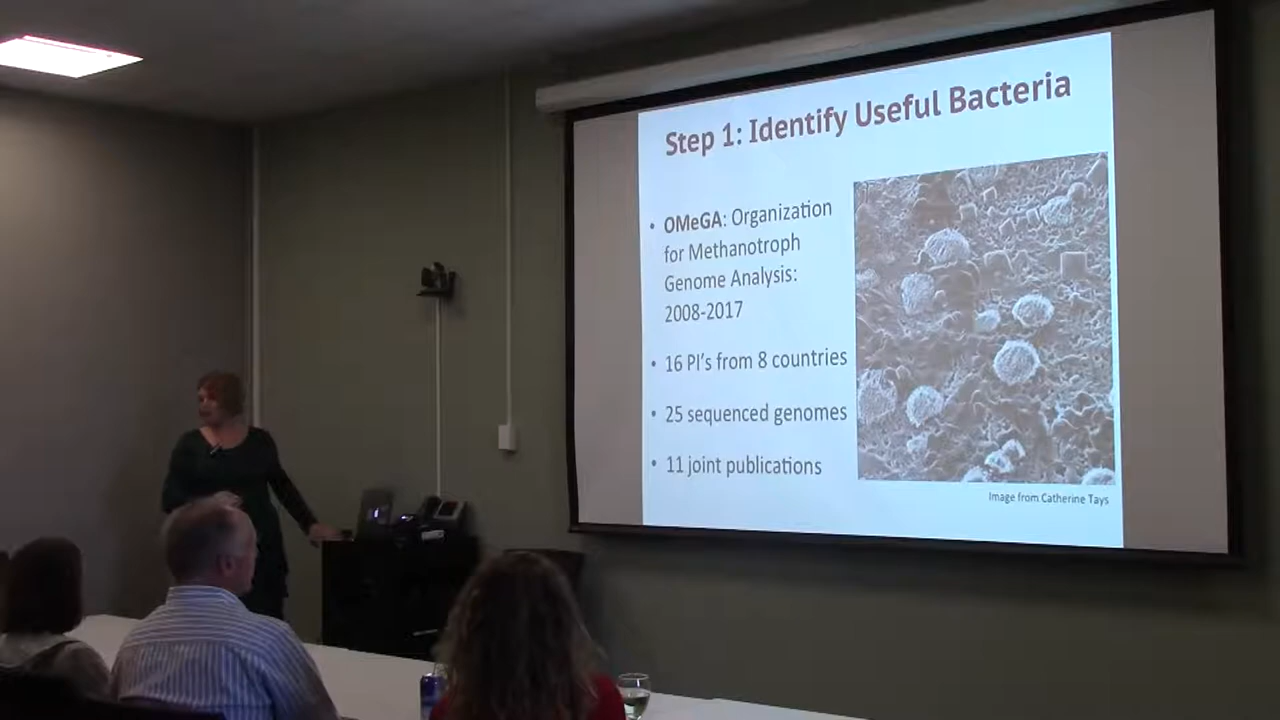 Step 1: Identify Useful Bacteria
• OMeGA: Organization
for Methanotroph
Genome Analysis:
2008-2017
• 16 PI's from 8 countries
• 25 sequenced genomes
• 11 joint publications
Image from Catherine Tays